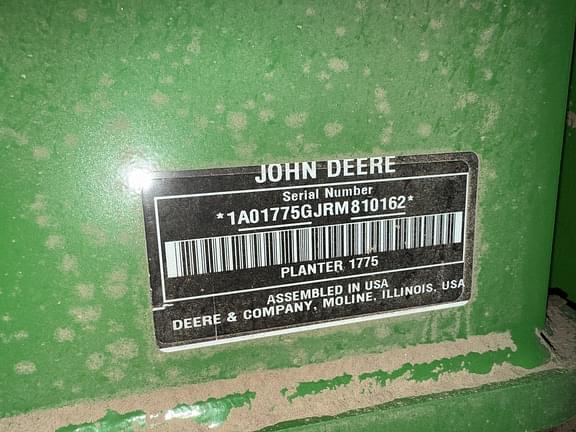 JOHN DEERE
Serial Number
*1A01775GJRM810162*
PLANTER 1775
ASSEMBLED IN USA
DEERE & COMPANY, MOLINE, ILLINOIS, USA